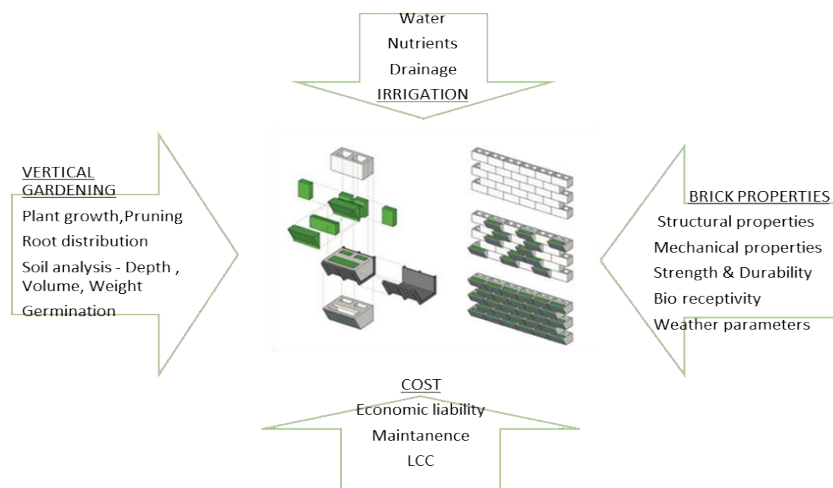 Water
Nutrients
Drainage
IRRIGATION
VERTICAL
GARDENING
Plant growth,Pruning
Root distribution
Soil analysis - Depth ,
Volume, Weight
Germination
BRICK PROPERTIES
Structural properties
Mechanical properties
Strength & Durability
Bio receptivity
Weather parameters
COST
Economic liability
Maintanence
LCC